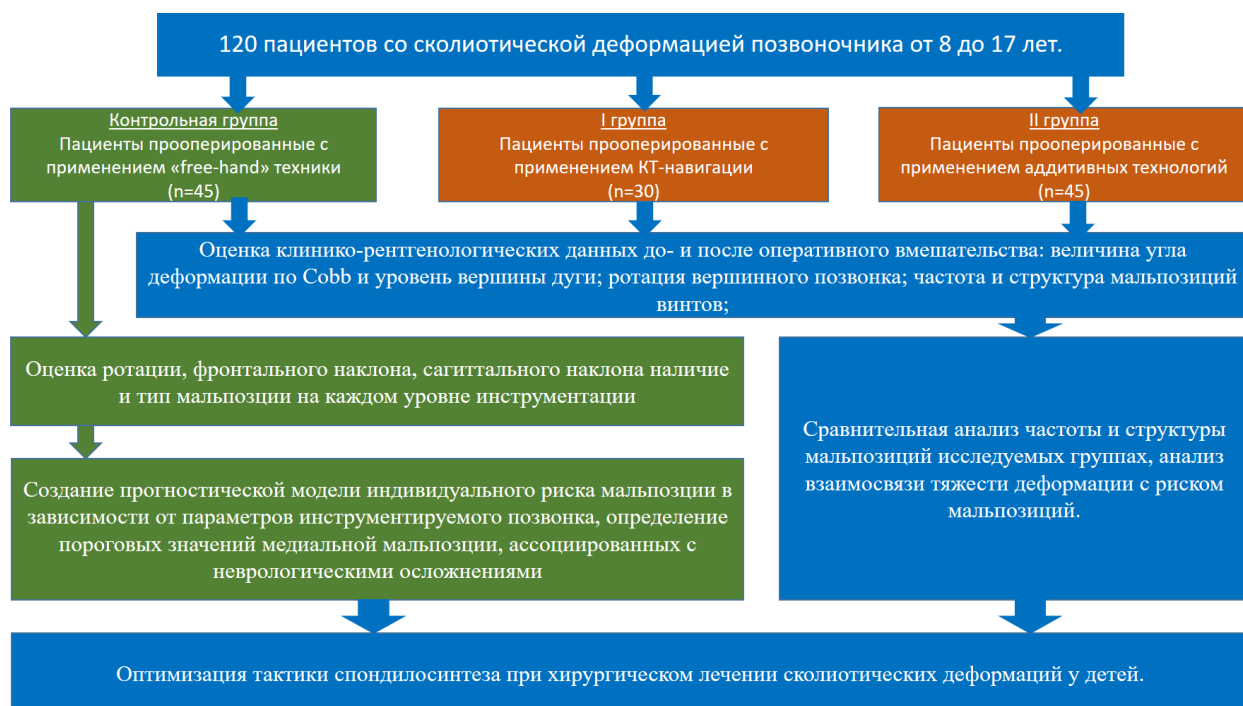 120 пациентов со сколиотической деформацией позвоночника от 8 до 17 лет.
Контрольная группа
Пациенты прооперированные с
применением «free-hand» техники
(n=45)
I группа
Пациенты прооперированные с
применением КТ-навигации
(n=30)
II группа
Пациенты прооперированные с
применением аддитивных технологий
(n=45)
Оценка клинико-рентгенологических данных до- и после оперативного вмешательства: величина угла
деформации по Cobb и уровень вершины дуги; ротация вершинного позвонка; частота и структура мальпозиций
винтов;
Оценка ротации, фронтального наклона, сагиттального наклона наличие
и тип мальпозции на каждом уровне инструментации
Создание прогностической модели индивидуального риска мальпозции в
зависимости от параметров инструментируемого позвонка, определение
пороговых значений медиальной мальпозции, ассоциированных с
неврологическими осложнениями
Сравнительная анализ частоты и структуры
мальпозиций исследуемых группах, анализ
взаимосвязи тяжести деформации с риском
мальпозиций.
Оптимизация тактики спондилосинтеза при хирургическом лечении сколиотических деформаций у детей.